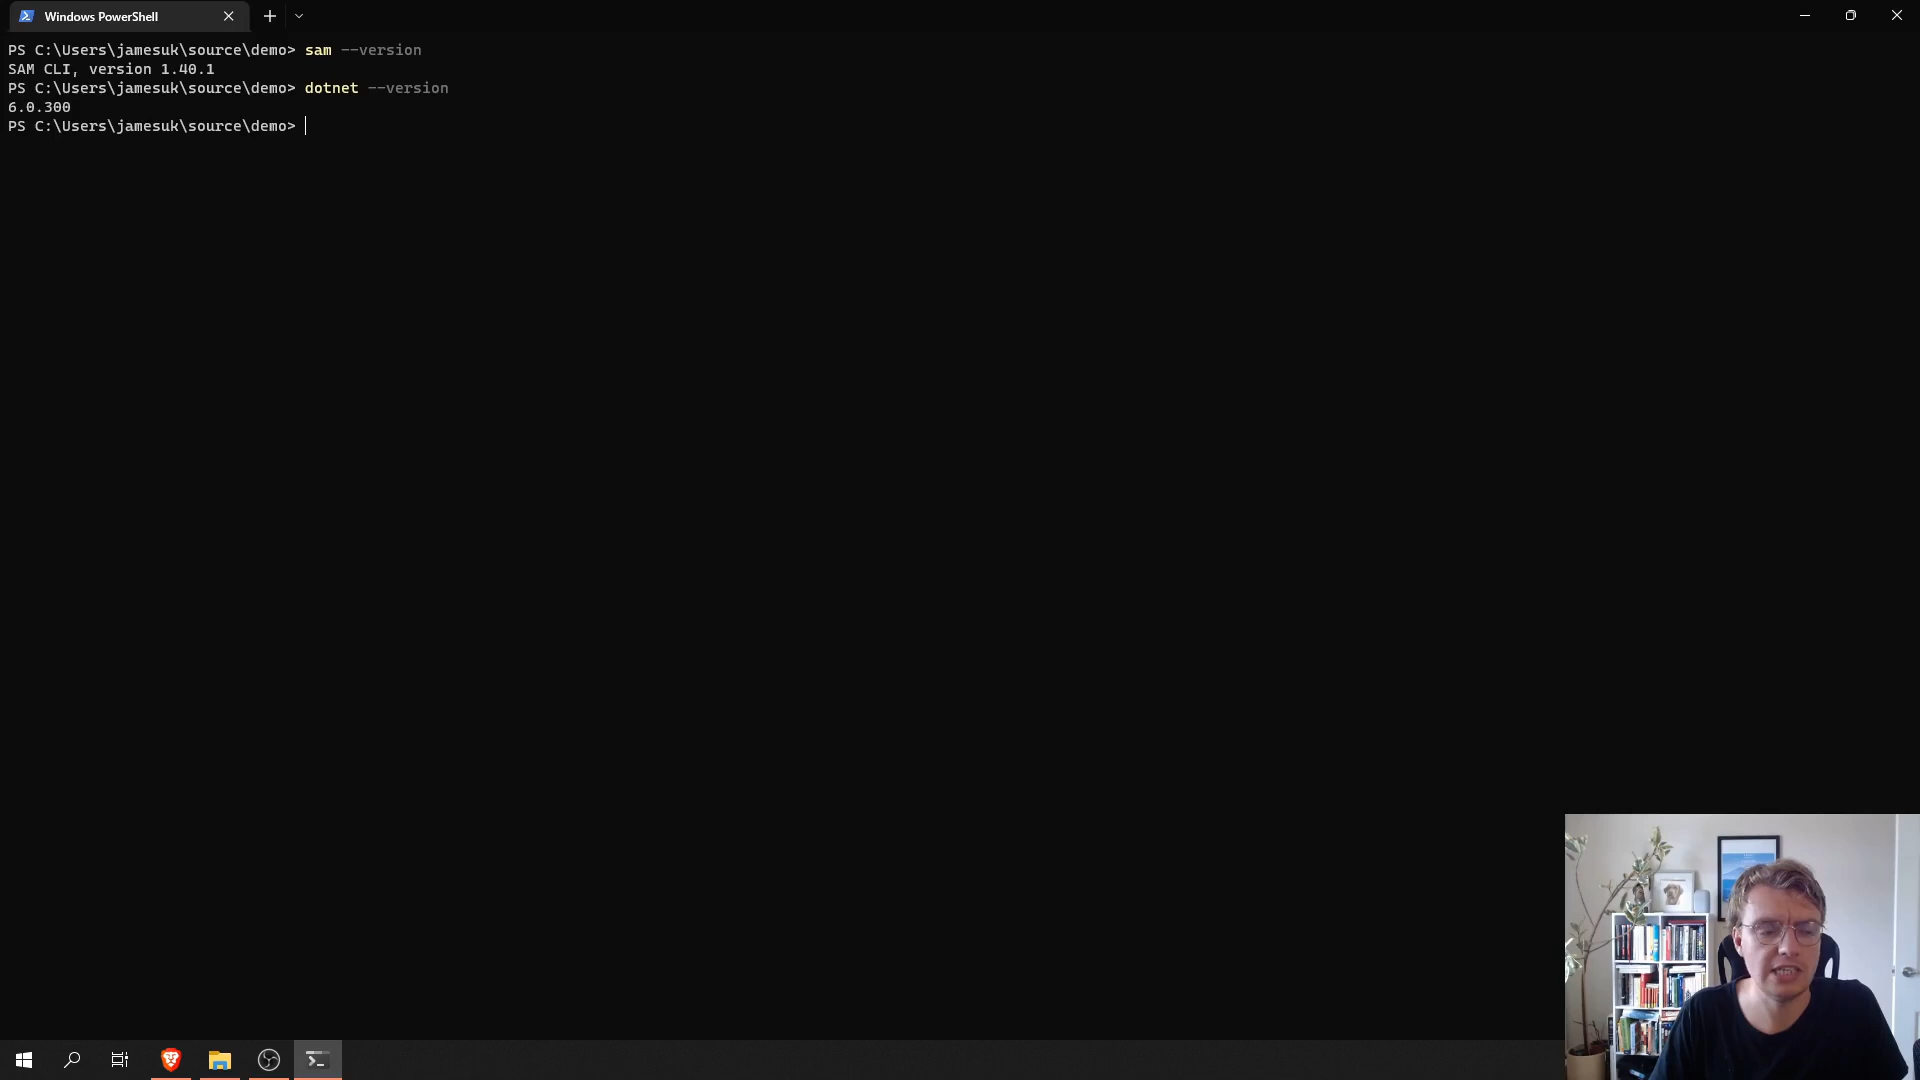 Windows PowerShell
PS C:\Users\jamesuk\source\demo> sam --version
SAM CLI, version 1.40.1
PS C:\Users\jamesuk\source\demo> dotnet --version
6.0.300
PS C:\Users\jamesuk\source\demo>